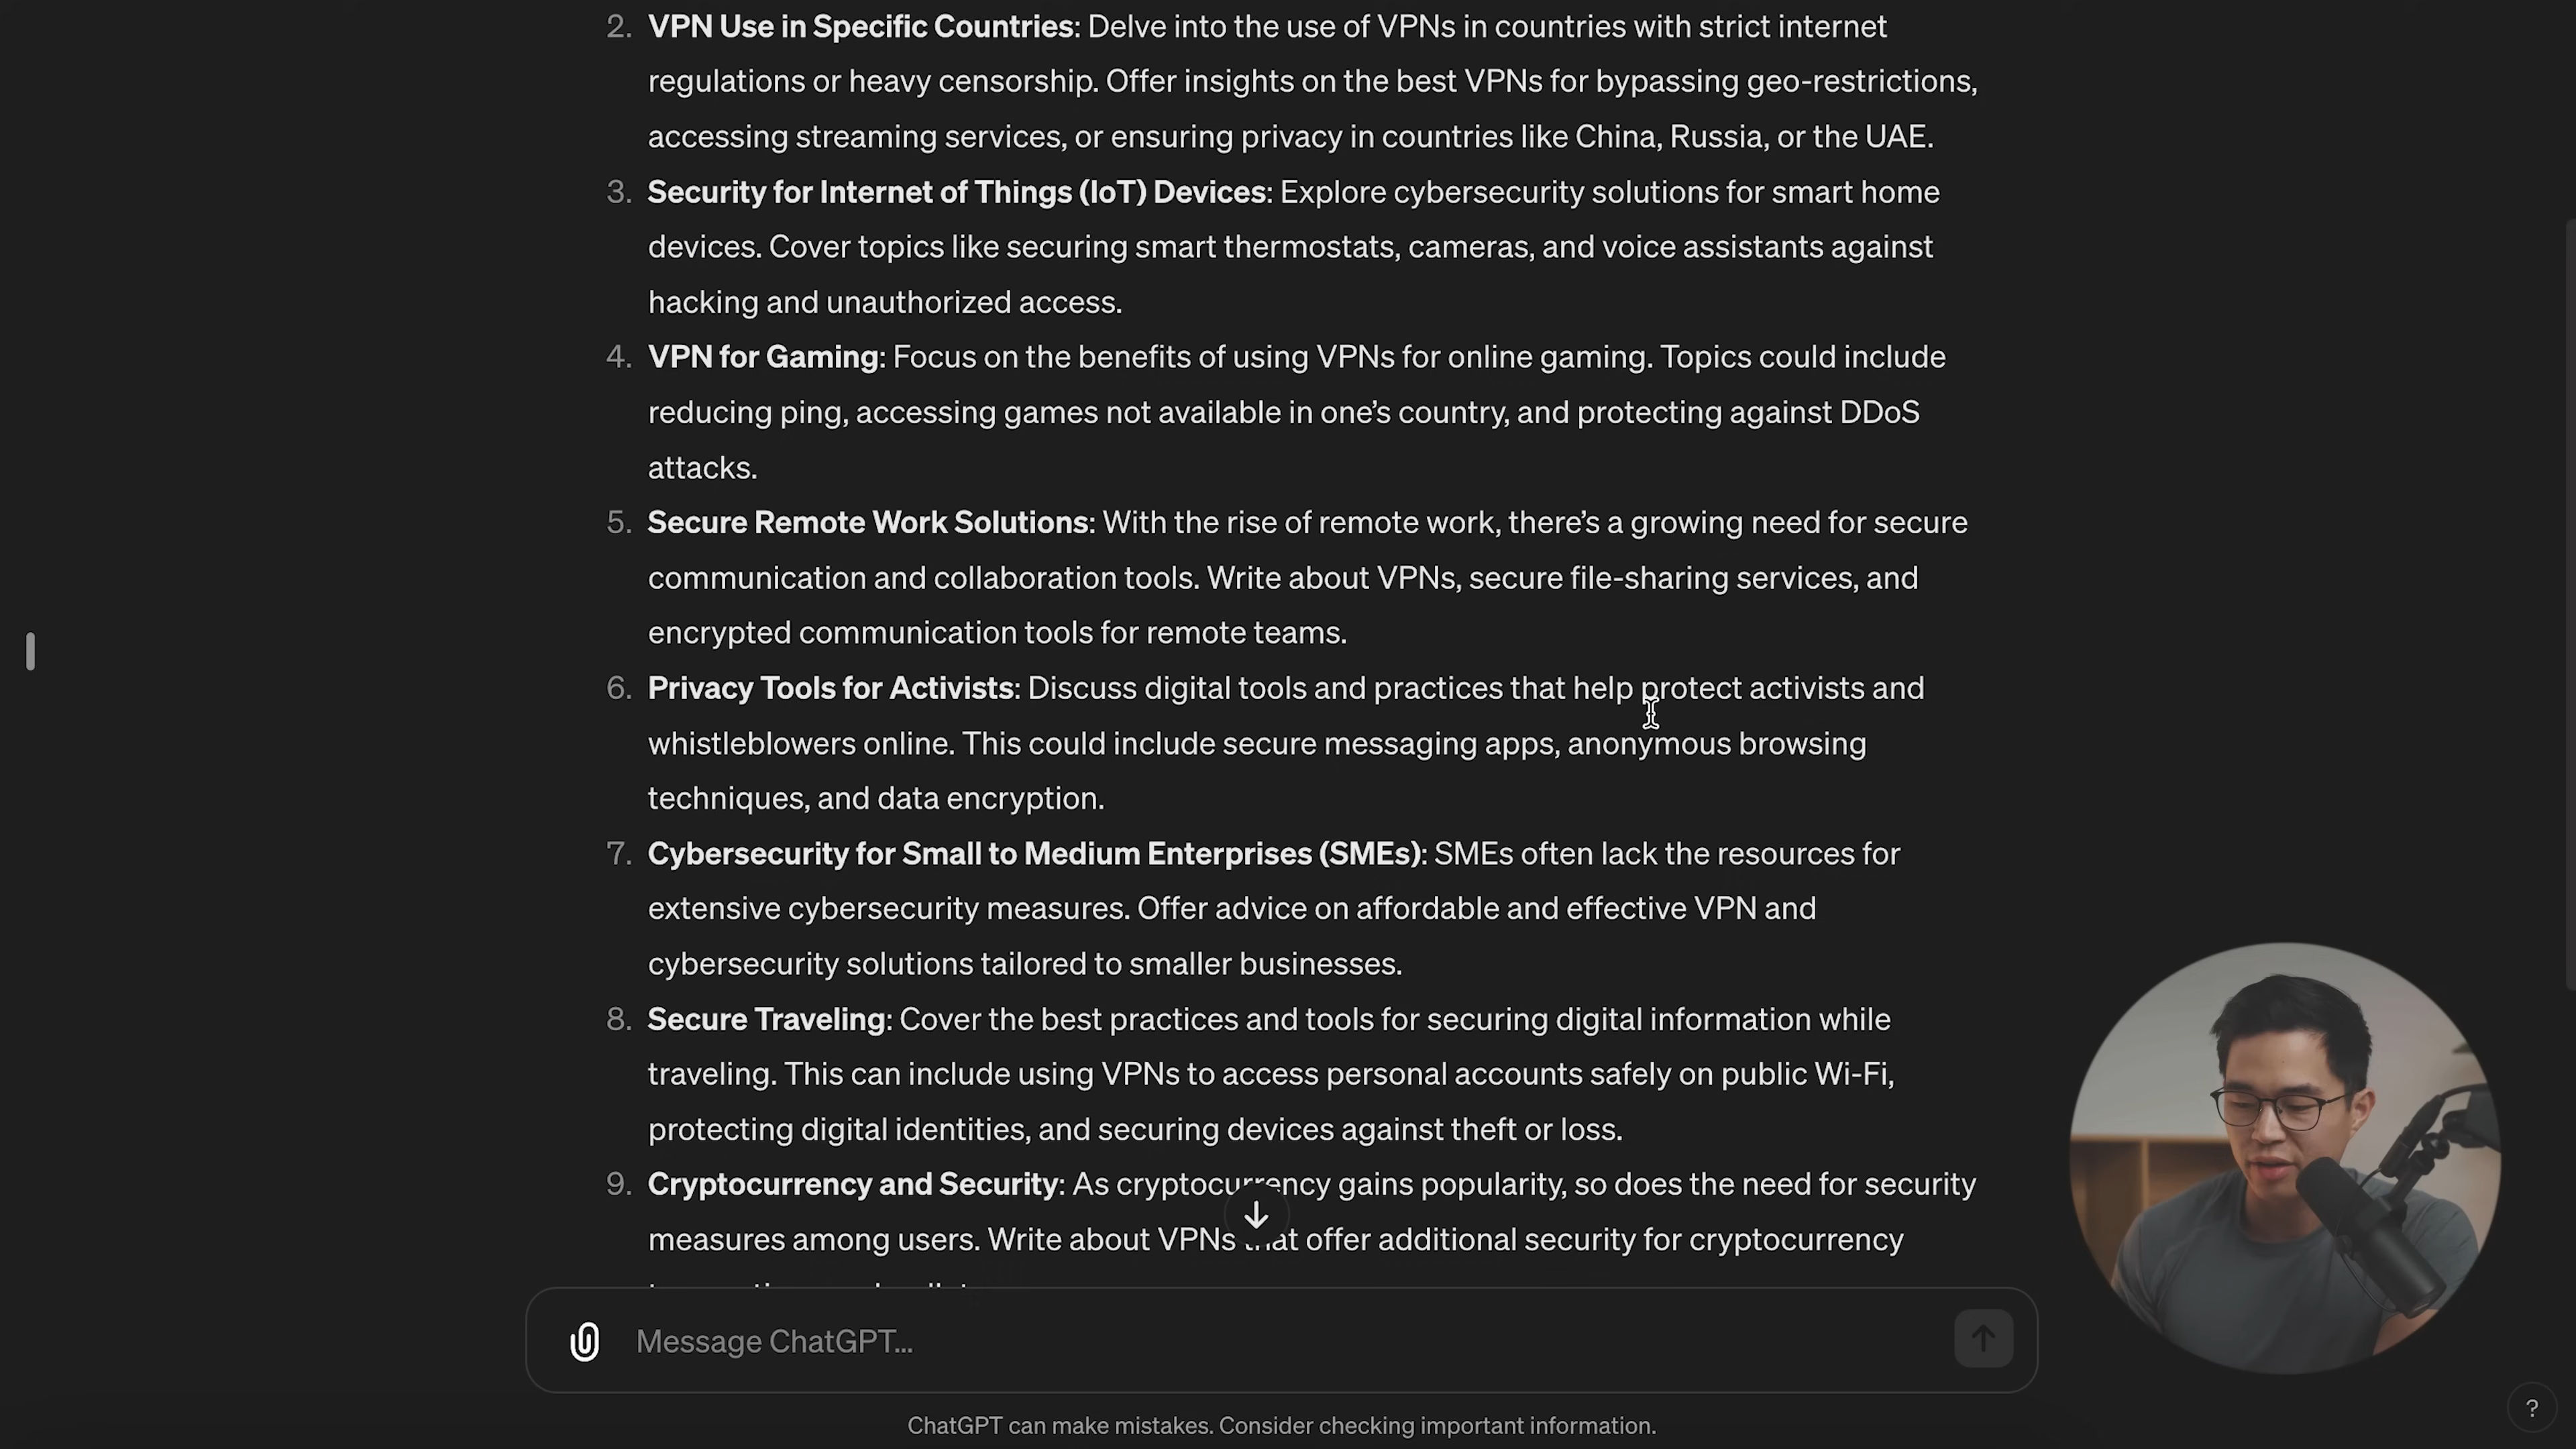 2. VPN Use in Specific Countries: Delve into the use of VPNs in countries with strict internet
regulations or heavy censorship. Offer insights on the best VPNs for bypassing geo-restrictions,
accessing streaming services, or ensuring privacy in countries like China, Russia, or the UAE.
3. Security for Internet of Things (IoT) Devices: Explore cybersecurity solutions for smart home
devices. Cover topics like securing smart thermostats, cameras, and voice assistants against
hacking and unauthorized access.
4. VPN for Gaming: Focus on the benefits of using VPNs for online gaming. Topics could include
reducing ping, accessing games not available in one's country, and protecting against DDoS
attacks.
5. Secure Remote Work Solutions: With the rise of remote work, there's a growing need for secure
communication and collaboration tools. Write about VPNs, secure file-sharing services, and
encrypted communication tools for remote teams.
6. Privacy Tools for Activists: Discuss digital tools and practices that help protect activists and
whistleblowers online. This could include secure messaging apps, anonymous browsing
techniques, and data encryption.
7. Cybersecurity for Small to Medium Enterprises (SMEs): SMEs often lack the resources for
extensive cybersecurity measures. Offer advice on affordable and effective VPN and
cybersecurity solutions tailored to smaller businesses.
8. Secure Traveling: Cover the best practices and tools for securing digital information while
traveling. This can include using VPNs to access personal accounts safely on public Wi-Fi,
protecting digital identities, and securing devices against theft or loss.
9. Cryptocurrency and Security: As cryptocurrency gains popularity, so does the need for security
measures among users. Write about VPNs that offer additional security for cryptocurrency
Message ChatGPT...
ChatGPT can make mistakes. Consider checking important information.
?